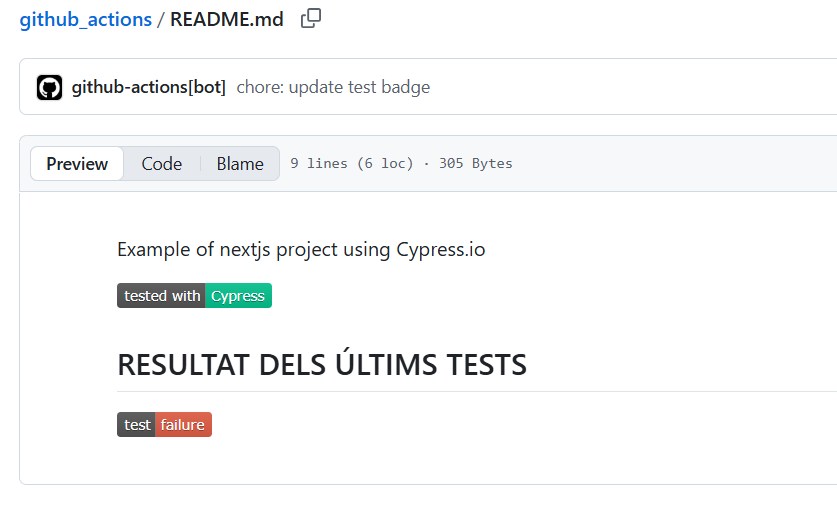 github_actions / README.md
github-actions[bot] chore: update test badge
Preview Code Blame 9 lines (6 loc) · 305 Bytes
Example of nextjs project using Cypress.io
tested with Cypress
RESULTAT DELS ÚLTIMS TESTS
test failure